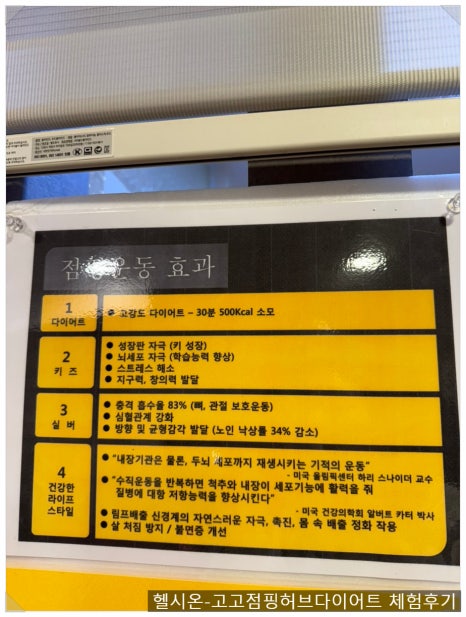 점핑운동 효과
1
다이어트
● 고강도 다이어트 – 30분 500Kcal 소모
2
키 즈
● 성장판 자극 (키 성장)
● 뇌세포 자극 (학습능력 향상)
● 스트레스 해소
● 지구력, 창의력 발달
3
실 버
● 충격 흡수율 83% (뼈, 관절 보호운동)
● 심혈관계 강화
● 방향 및 균형감각 발달 (노인 낙상률 34% 감소)
4
건강한
라이프
스타일
● "내장기관은 물론, 두뇌 세포까지 재생시키는 기적의 운동"
- 미국 올림픽센터 하리 스나이더 교수
● "수직운동을 반복하면 척추와 내장이 세포기능에 활력을 줘
질병에 대항 저항능력을 향상시킨다"
- 미국 건강의학회 알버트 카터 박사
● 림프배출 신경계의 자연스러운 자극, 촉진, 몸 속 배출 정화 작용
● 살 처짐 방지 / 불면증 개선
헬시온-고고점핑허브다이어트 체험후기